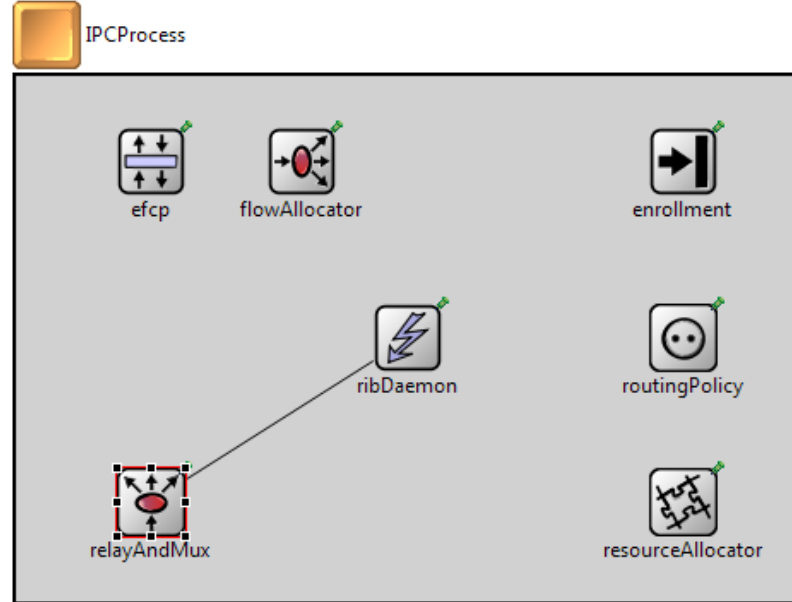 IPCProcess
efcp
flowAllocator
enrollment
ribDaemon
routingPolicy
relayAndMux
resourceAllocator